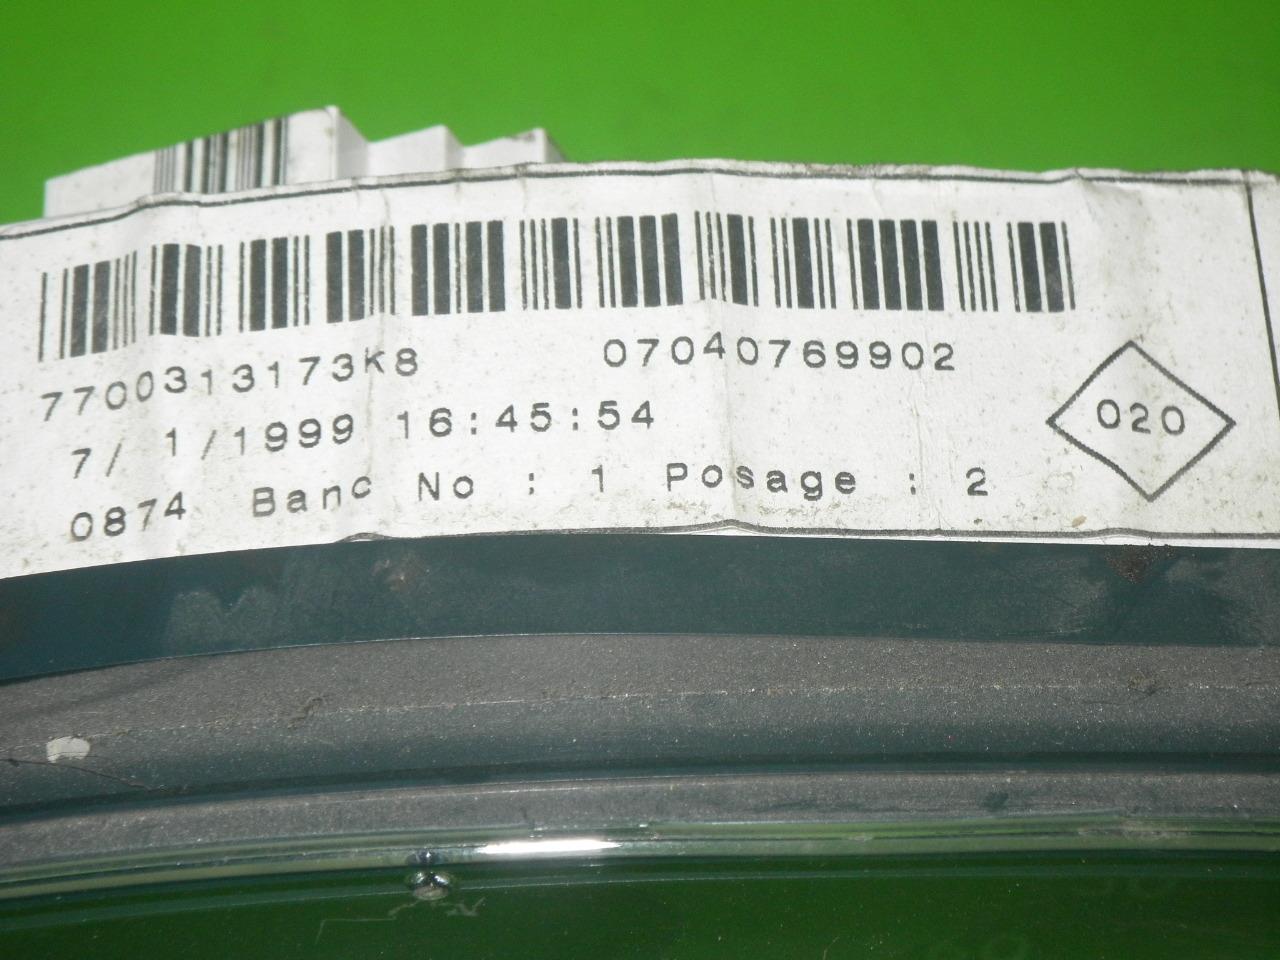 7700313173K8 07040769902
7/ 1/1999 16:45:54
0874 Banc No : 1 Posage : 2
020